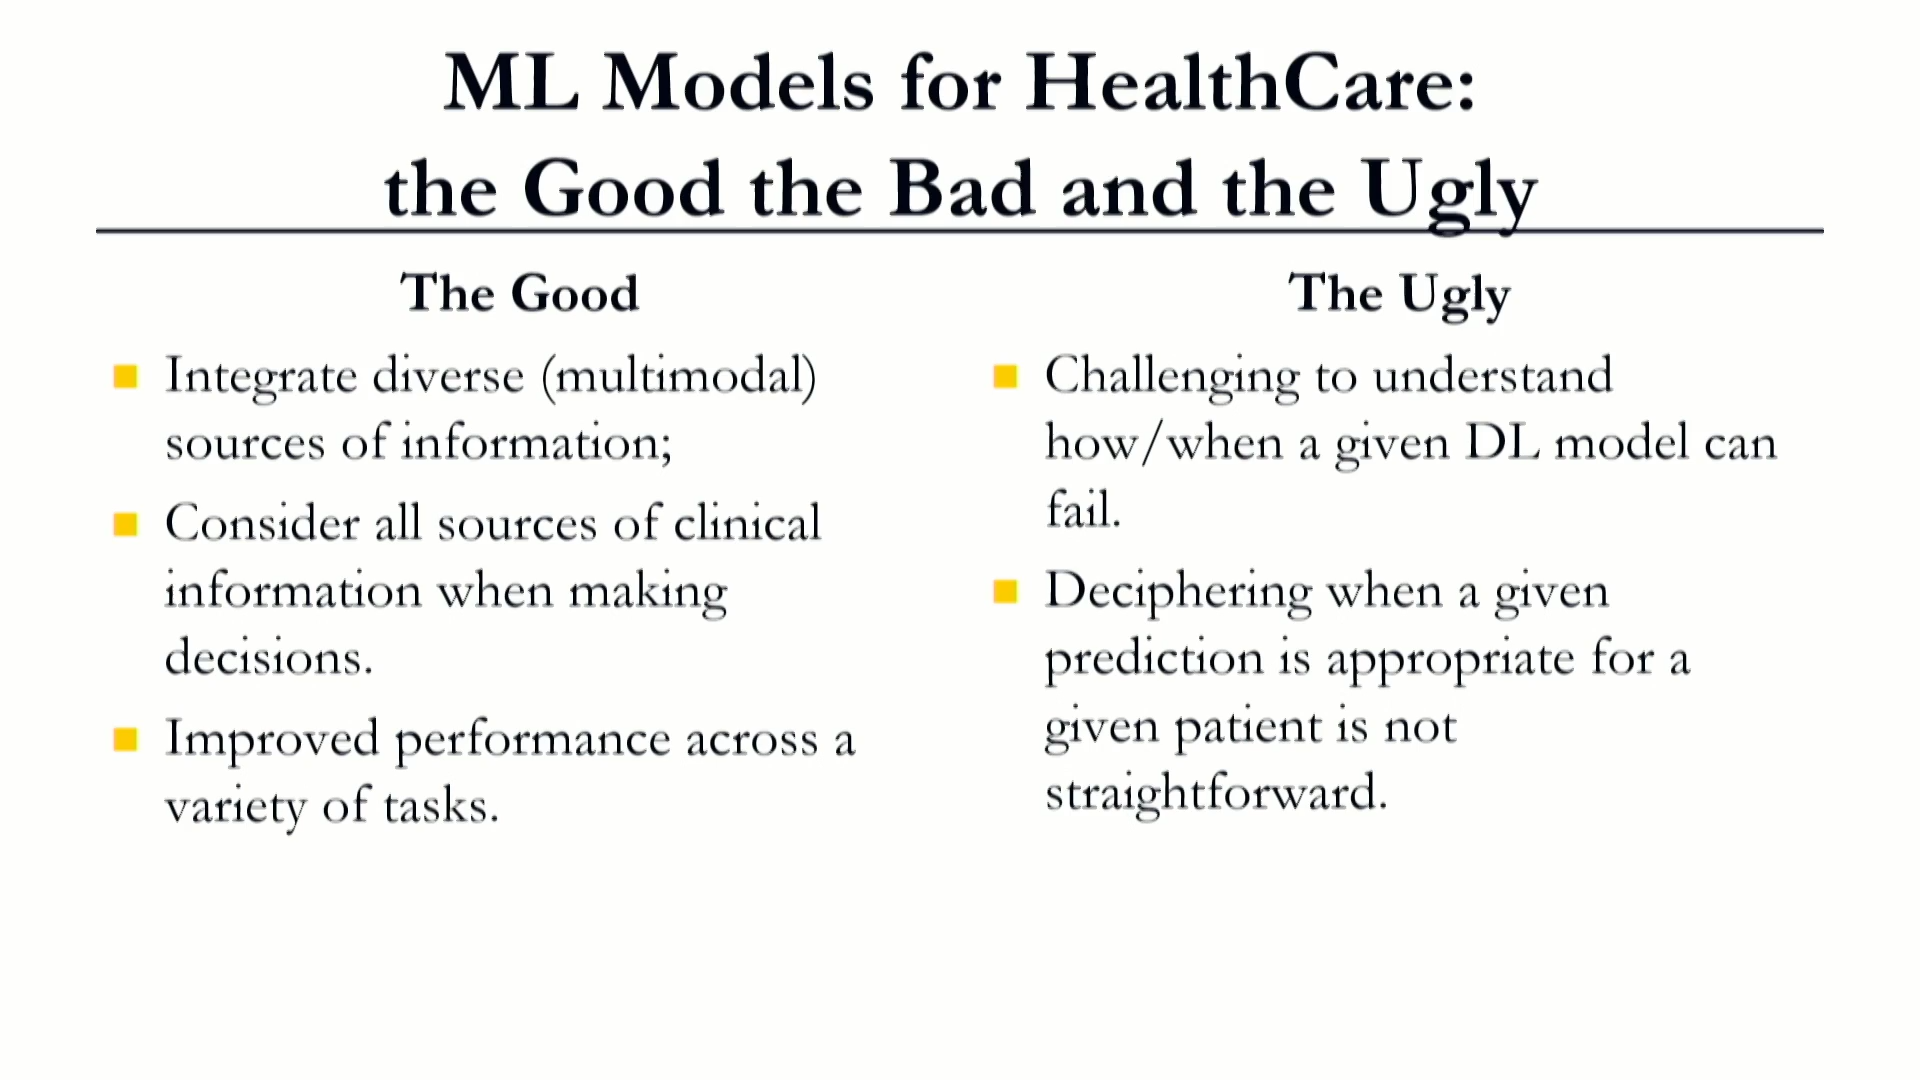 ML Models for HealthCare:
the Good the Bad and the Ugly
The Good
Integrate diverse (multimodal)
sources of information;
Consider all sources of clinical
information when making
decisions.
Improved performance across a
variety of tasks.
The Ugly
Challenging to understand
how/when a given DL model can
fail.
Deciphering when a given
prediction is appropriate for a
given patient is not
straightforward.